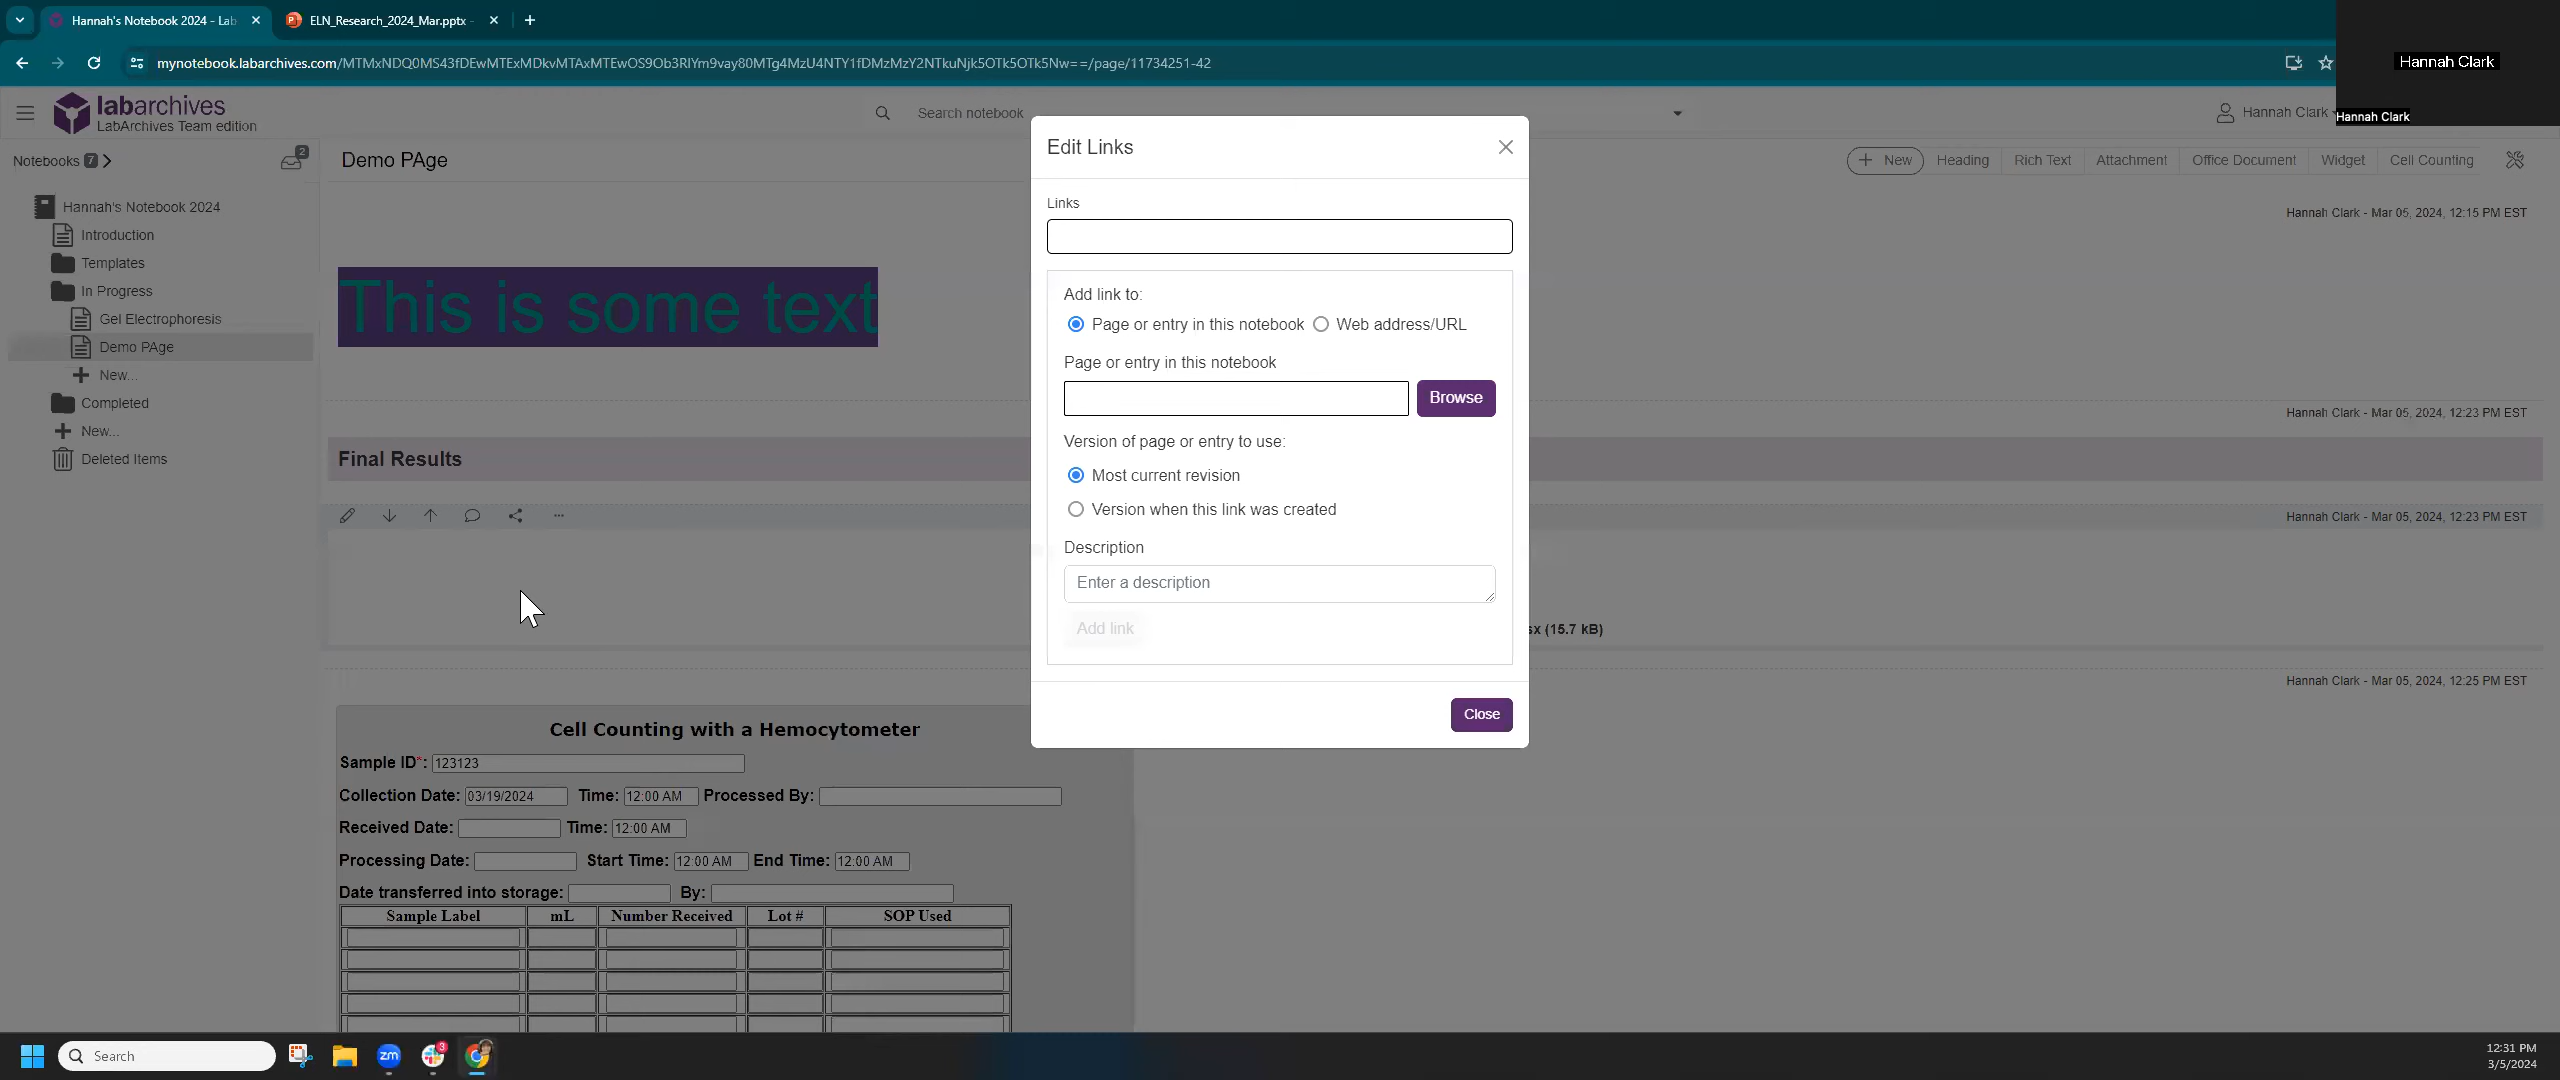 Hannah's Notebook 2024 - Lab
ELN_Research_2024_Mar.pptx -
mynotebook.labarchives.com/MTMxNDQ0MS43fDEwMTExMDkvMTAxMTEwOS9Ob3RlYm9vay80MTg4MzU4NTY1fDMzMzY2NTkuNjk5OTk5OTk5Nw==/page/11734251-42
Hannah Clark
Hannah Clark
labarchives
LabArchives Team edition
Search notebook
Hannah Clark
Notebooks 7
2
Demo PAge
New
Heading
Rich Text
Attachment
Office Document
Widget
Cell Counting
Hannah's Notebook 2024
Introduction
Templates
In Progress
Gel Electrophoresis
Demo PAge
New...
Completed
New...
Deleted Items
Hannah Clark - Mar 05, 2024, 12:15 PM EST
This is some text
Hannah Clark - Mar 05, 2024, 12:23 PM EST
Final Results
Hannah Clark - Mar 05, 2024, 12:23 PM EST
sx (15.7 kB)
Hannah Clark - Mar 05, 2024, 12:25 PM EST
Edit Links
Links
Add link to:
Page or entry in this notebook
Web address/URL
Page or entry in this notebook
Browse
Version of page or entry to use:
Most current revision
Version when this link was created
Description
Enter a description
Add link
Close
Cell Counting with a Hemocytometer
Sample ID*: 123123
Collection Date: 03/19/2024 Time: 12:00 AM Processed By:
Received Date: Time: 12:00 AM
Processing Date: Start Time: 12:00 AM End Time: 12:00 AM
Date transferred into storage: By:
Sample Label mL Number Received Lot # SOP Used
Search
zm
3
12:31 PM
3/5/2024